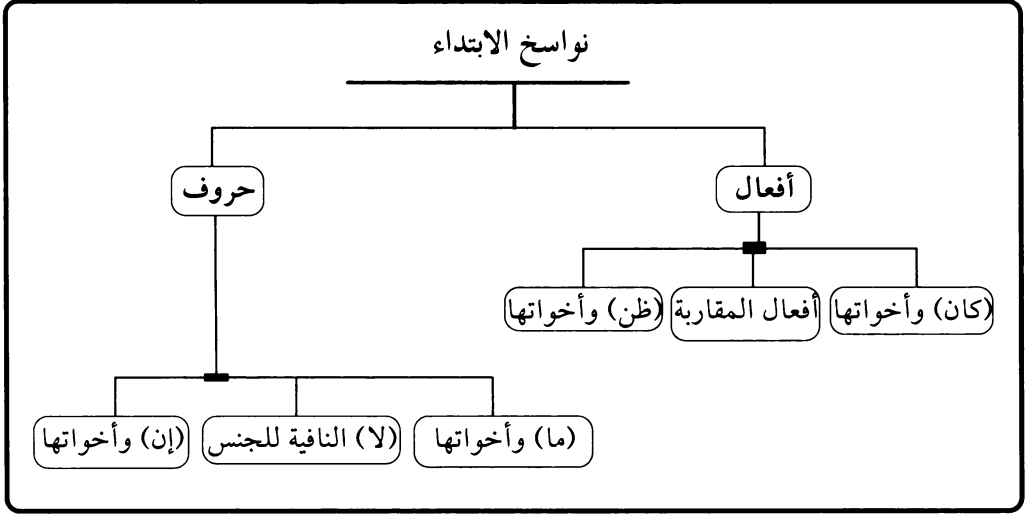 نواسخ الابتداء
أفعال
حروف
(كان) وأخواتها
أفعال المقاربة
(ظن) وأخواتها
(ما) وأخواتها
(لا) النافية للجنس
(إن) وأخواتها